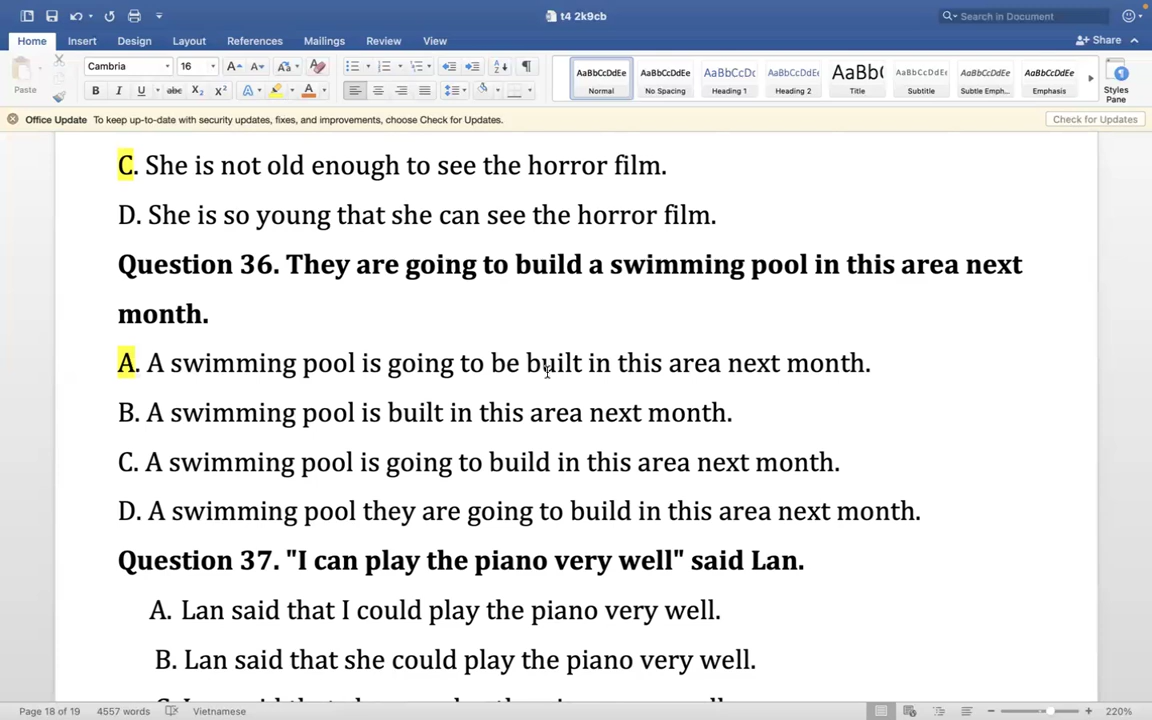 t4 2k9cb
Search in Document
Home Insert Design Layout References Mailings Review View
Share
Paste
Cambria 16
AaBbCcDdEe AaBbCcDdEe AaBbCcDc AaBbCcDdEe AaBb( AaBbCcDdEe AaBbCcDdEe AaBbCcDdEe
Normal No Spacing Heading 1 Heading 2 Title Subtitle Subtle Emph... Emphasis
Styles Pane
Office Update To keep up-to-date with security updates, fixes, and improvements, choose Check for Updates. Check for Updates
C. She is not old enough to see the horror film.
D. She is so young that she can see the horror film.
Question 36. They are going to build a swimming pool in this area next
month.
A. A swimming pool is going to be built in this area next month.
B. A swimming pool is built in this area next month.
C. A swimming pool is going to build in this area next month.
D. A swimming pool they are going to build in this area next month.
Question 37. "I can play the piano very well" said Lan.
A. Lan said that I could play the piano very well.
B. Lan said that she could play the piano very well.
Page 18 of 19 4557 words Vietnamese 220%